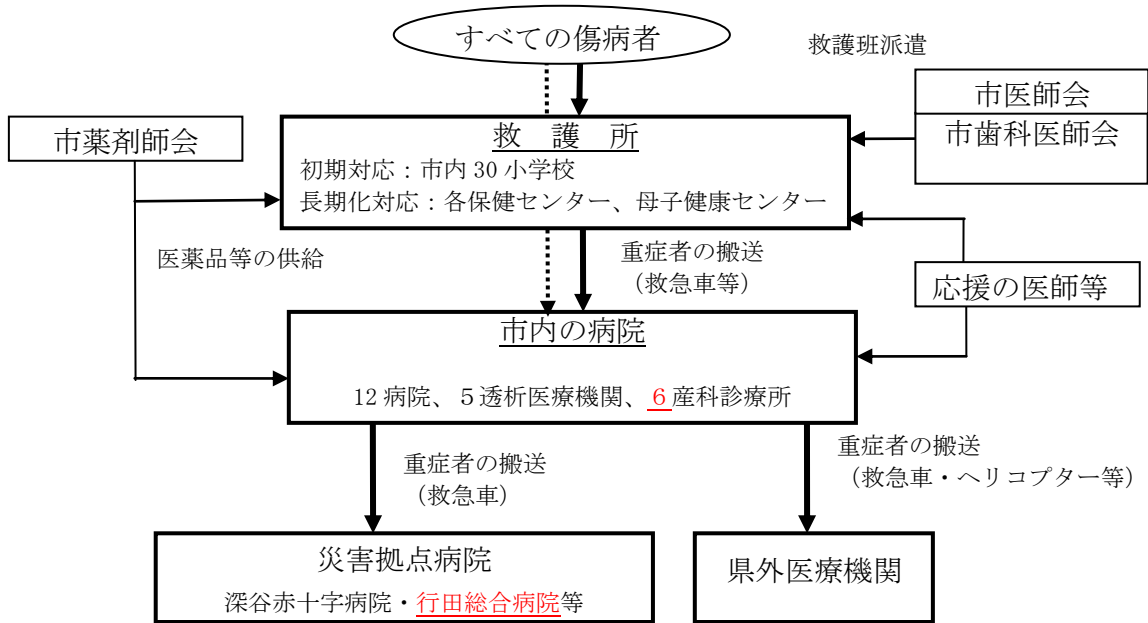 すべての傷病者
救護班派遣
市医師会
市歯科医師会
市薬剤師会
救　護　所
初期対応：市内 30 小学校
長期化対応：各保健センター、母子健康センター
医薬品等の供給
重症者の搬送
（救急車等）
応援の医師等
市内の病院
12 病院、５透析医療機関、６産科診療所
重症者の搬送
（救急車）
重症者の搬送
（救急車・ヘリコプター等）
災害拠点病院
深谷赤十字病院・行田総合病院等
県外医療機関